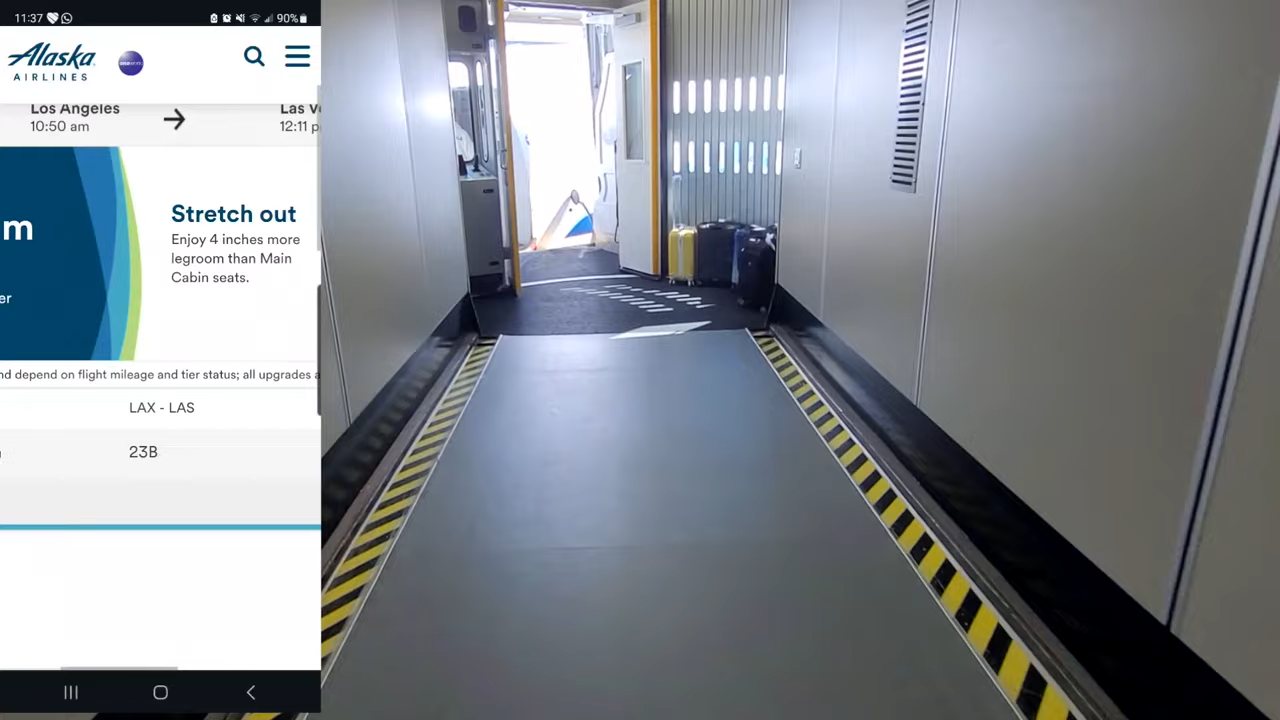 11:37
90%
Alaska
AIRLINES
oneworld
Los Angeles
Las V
10:50 am
12:11 p
m
er
Stretch out
Enjoy 4 inches more
legroom than Main
Cabin seats.
nd depend on flight mileage and tier status; all upgrades a
LAX - LAS
23B